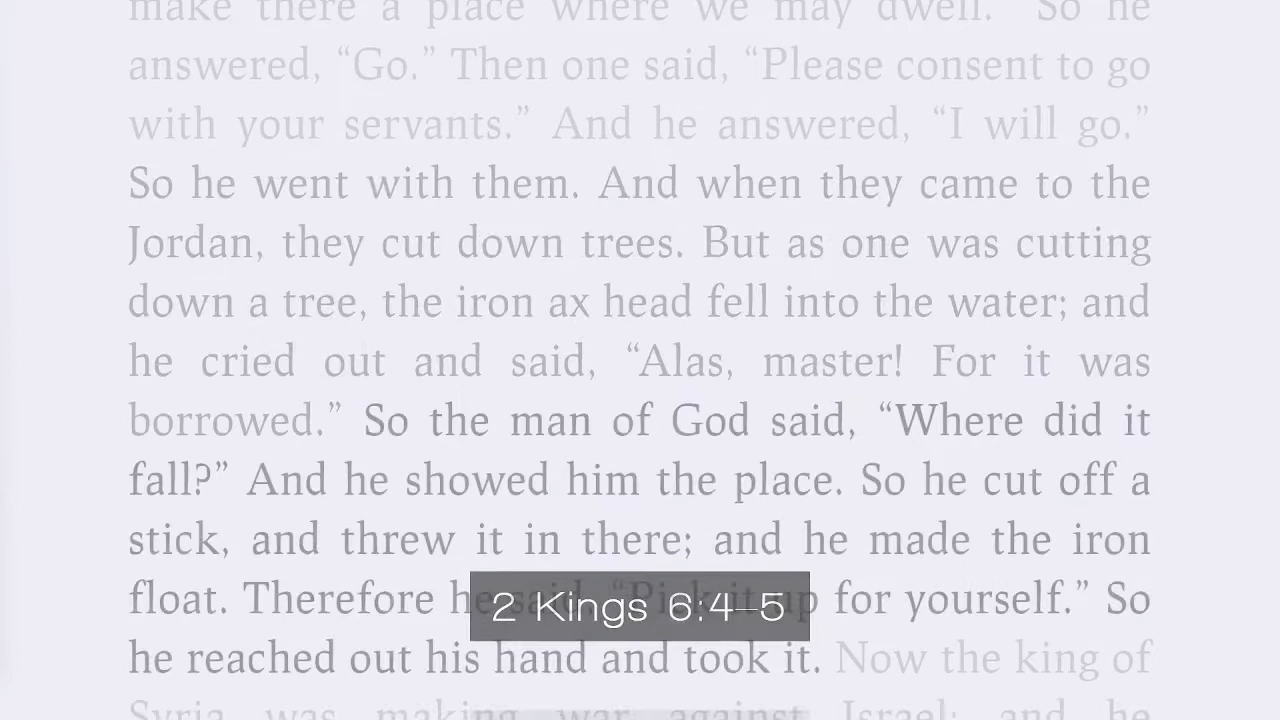 make there a place where we may dwell.” So he
answered, “Go.” Then one said, “Please consent to go
with your servants.” And he answered, “I will go.”
So he went with them. And when they came to the
Jordan, they cut down trees. But as one was cutting
down a tree, the iron ax head fell into the water; and
he cried out and said, “Alas, master! For it was
borrowed.” So the man of God said, “Where did it
fall?” And he showed him the place. So he cut off a
stick, and threw it in there; and he made the iron
float. Therefore he said, “Pick it up for yourself.” So
2 Kings 6:4–5
he reached out his hand and took it. Now the king of
Syria was making war against Israel; and he